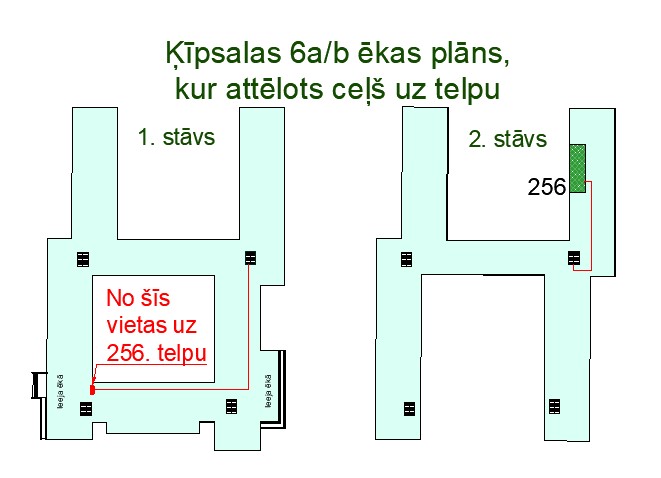 Ķīpsalas 6a/b ēkas plāns,
kur attēlots ceļš uz telpu
1. stāvs
2. stāvs
256
No šīs
vietas uz
256. telpu
Ieeja ēkā
Ieeja ēkā